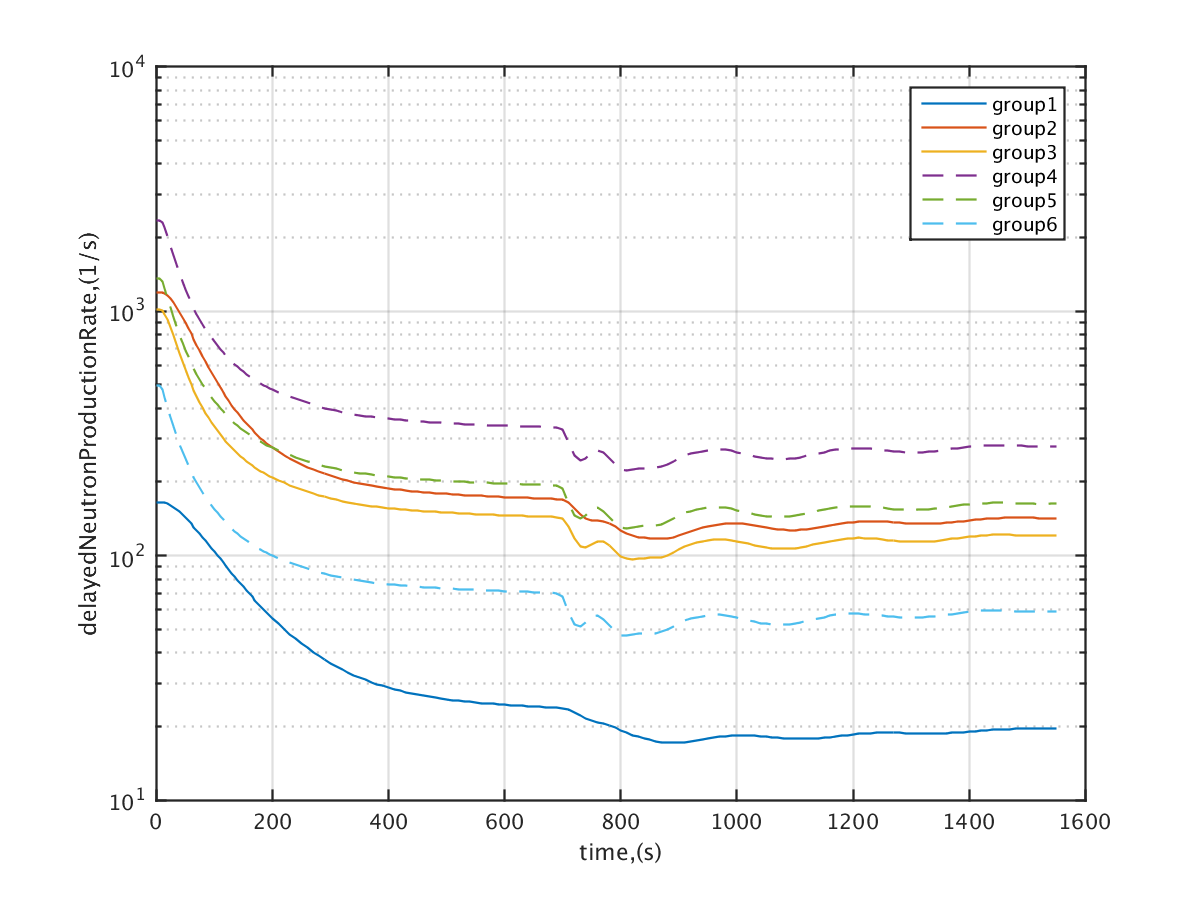 10^4
10^3
10^2
10^1
delayedNeutronProductionRate,(1/s)
group1
group2
group3
group4
group5
group6
0 200 400 600 800 1000 1200 1400 1600
time,(s)